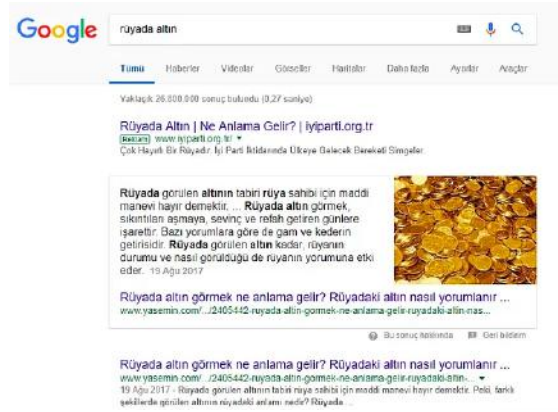 Google
rüyada altın
Tümü Haberler Videolar Görseller Haritalar Daha fazla Ayarlar Araçlar
Yaklaşık 26.800.000 sonuç bulundu (0,27 saniye)
Rüyada Altın | Ne Anlama Gelir? | iyiparti.org.tr
Reklam www.iyiparti.org.tr/
Çok Hayırlı Bir Rüyadır. İyi Parti İktidarında Ülkeye Gelecek Bereketi Simgeler.
Rüyada görülen altının tabiri rüya sahibi için maddi
manevi hayır demektir. ... Rüyada altın görmek,
sıkıntıları aşmaya, sevinç ve refah getiren günlere
işarettir. Bazı yorumlara göre de gam ve kederin
getirisidir. Rüyada görülen altın kadar, rüyanın
durumu ve nasıl görüldüğü de rüyanın yorumuna etki
eder. 19 Ağu 2017
Rüyada altın görmek ne anlama gelir? Rüyadaki altın nasıl yorumlanır ...
www.yasemin.com/.../2405442-ruyada-altin-gormek-ne-anlama-gelir-ruyadaki-altin-nas...
Bu sonuç hakkında Geri bildirim
Rüyada altın görmek ne anlama gelir? Rüyadaki altın nasıl yorumlanır ...
www.yasemin.com/.../2405442-ruyada-altin-gormek-ne-anlama-gelir-ruyadaki-altin-...
19 Ağu 2017 - Rüyada görülen altının tabiri rüya sahibi için maddi manevi hayır demektir. Peki, farklı
şekillerde görülen altının rüyadaki anlamı nedir? Rüyada ...